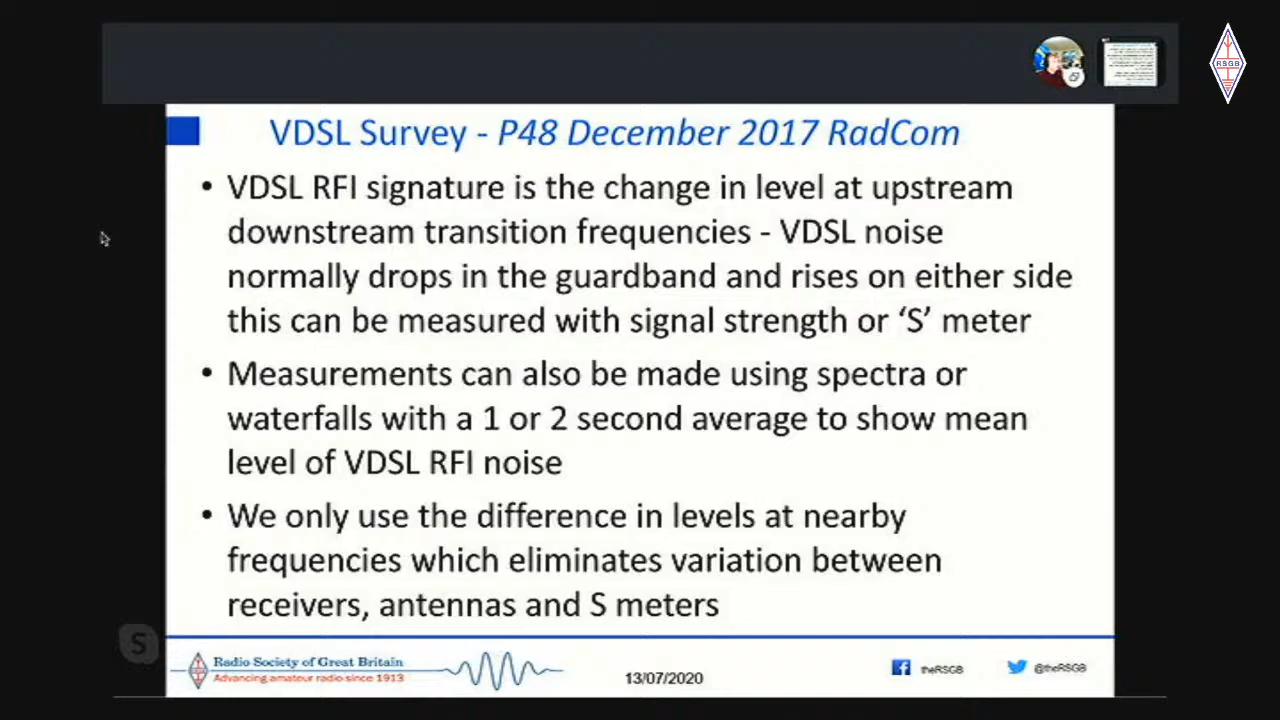 RSGB
VDSL Survey - P48 December 2017 RadCom
• VDSL RFI signature is the change in level at upstream
downstream transition frequencies - VDSL noise
normally drops in the guardband and rises on either side
this can be measured with signal strength or ‘S’ meter
• Measurements can also be made using spectra or
waterfalls with a 1 or 2 second average to show mean
level of VDSL RFI noise
• We only use the difference in levels at nearby
frequencies which eliminates variation between
receivers, antennas and S meters
S
Radio Society of Great Britain
Advancing amateur radio since 1913
13/07/2020
theRSGB
@theRSGB